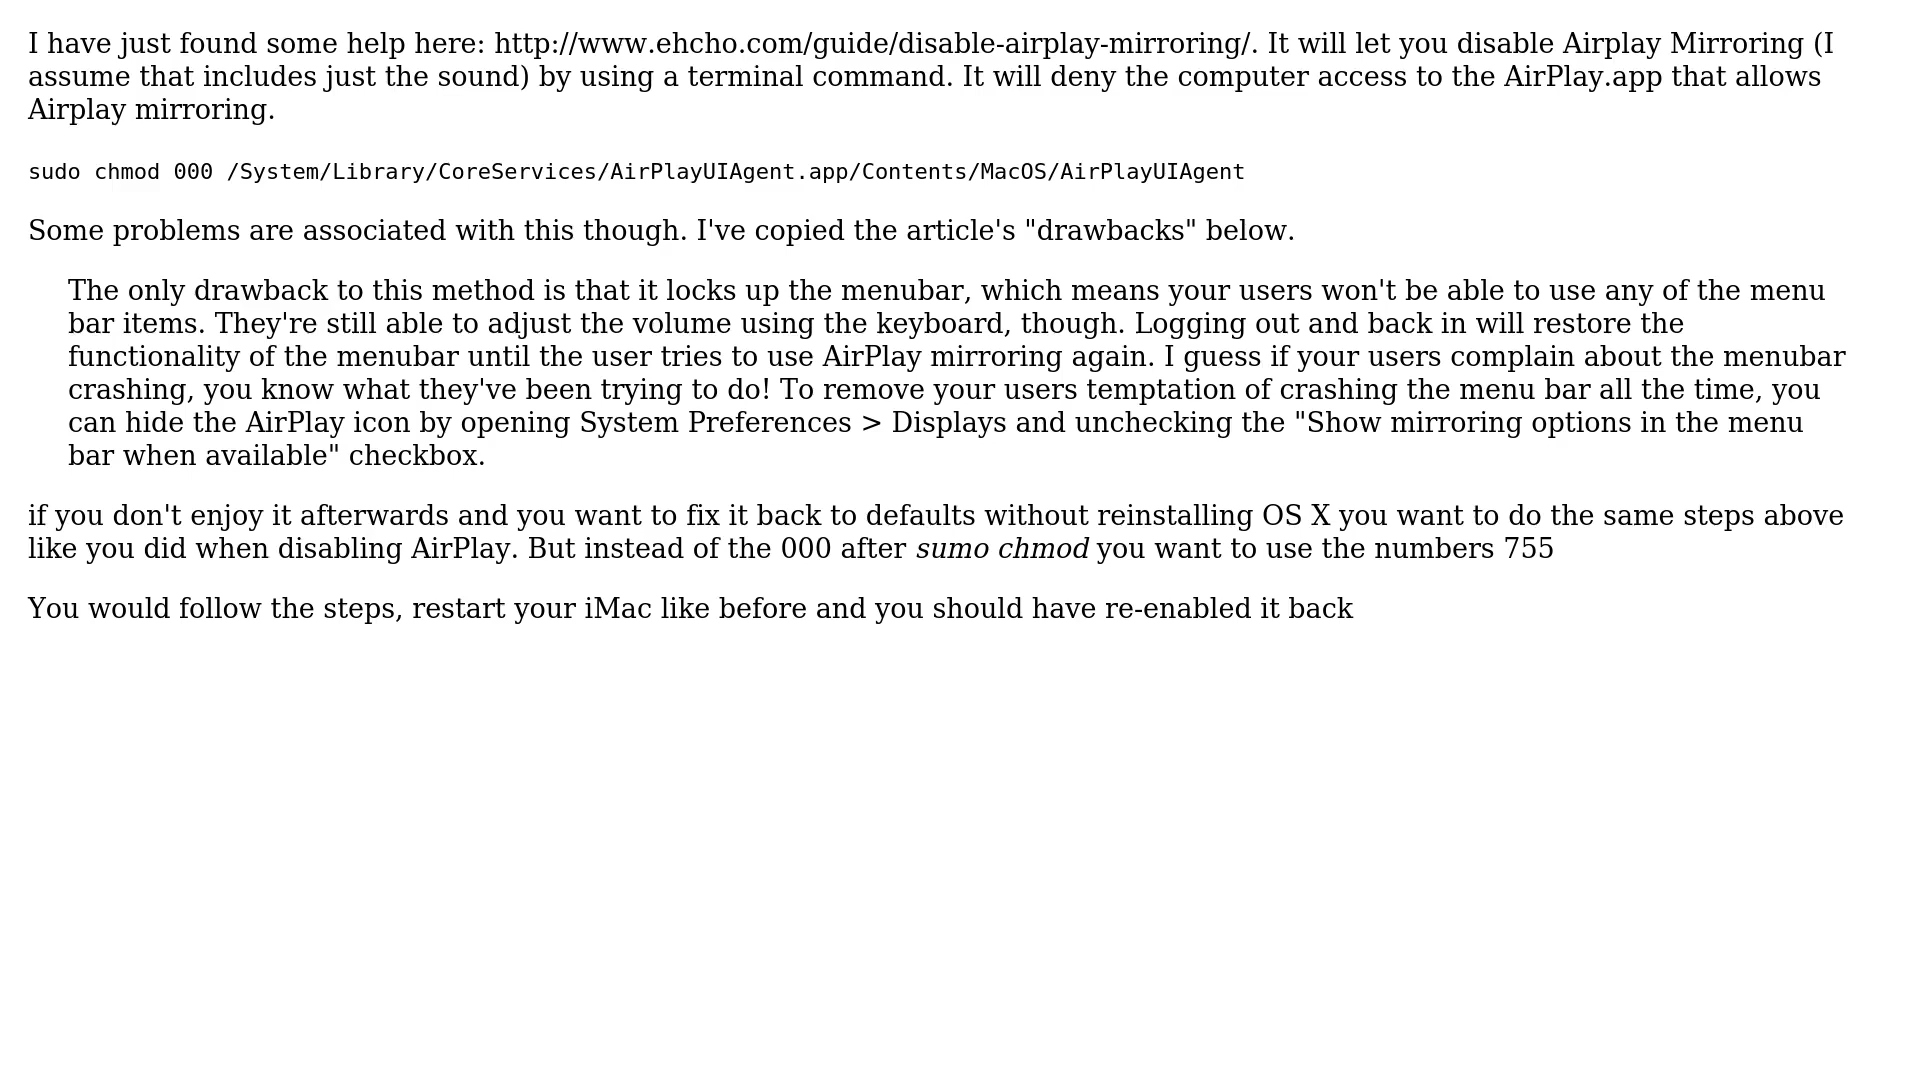 I have just found some help here: http://www.ehcho.com/guide/disable-airplay-mirroring/. It will let you disable Airplay Mirroring (I
assume that includes just the sound) by using a terminal command. It will deny the computer access to the AirPlay.app that allows
Airplay mirroring.
sudo chmod 000 /System/Library/CoreServices/AirPlayUIAgent.app/Contents/MacOS/AirPlayUIAgent
Some problems are associated with this though. I've copied the article's "drawbacks" below.
The only drawback to this method is that it locks up the menubar, which means your users won't be able to use any of the menu
bar items. They're still able to adjust the volume using the keyboard, though. Logging out and back in will restore the
functionality of the menubar until the user tries to use AirPlay mirroring again. I guess if your users complain about the menubar
crashing, you know what they've been trying to do! To remove your users temptation of crashing the menu bar all the time, you
can hide the AirPlay icon by opening System Preferences > Displays and unchecking the "Show mirroring options in the menu
bar when available" checkbox.
if you don't enjoy it afterwards and you want to fix it back to defaults without reinstalling OS X you want to do the same steps above
like you did when disabling AirPlay. But instead of the 000 after sumo chmod you want to use the numbers 755
You would follow the steps, restart your iMac like before and you should have re-enabled it back